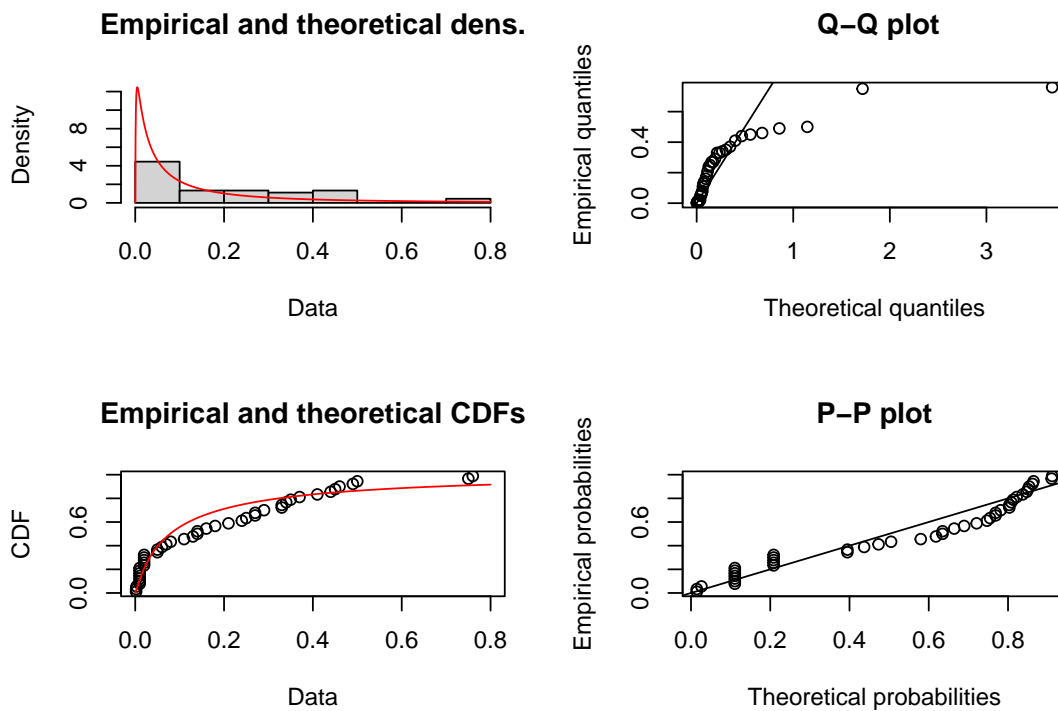 Empirical and theoretical dens.
Density
0 4 8
0.0 0.2 0.4 0.6 0.8
Data
Q−Q plot
Empirical quantiles
0.0 0.4
0 1 2 3
Theoretical quantiles
Empirical and theoretical CDFs
CDF
0.0 0.6
0.0 0.2 0.4 0.6 0.8
Data
P−P plot
Empirical probabilities
0.0 0.6
0.0 0.2 0.4 0.6 0.8
Theoretical probabilities